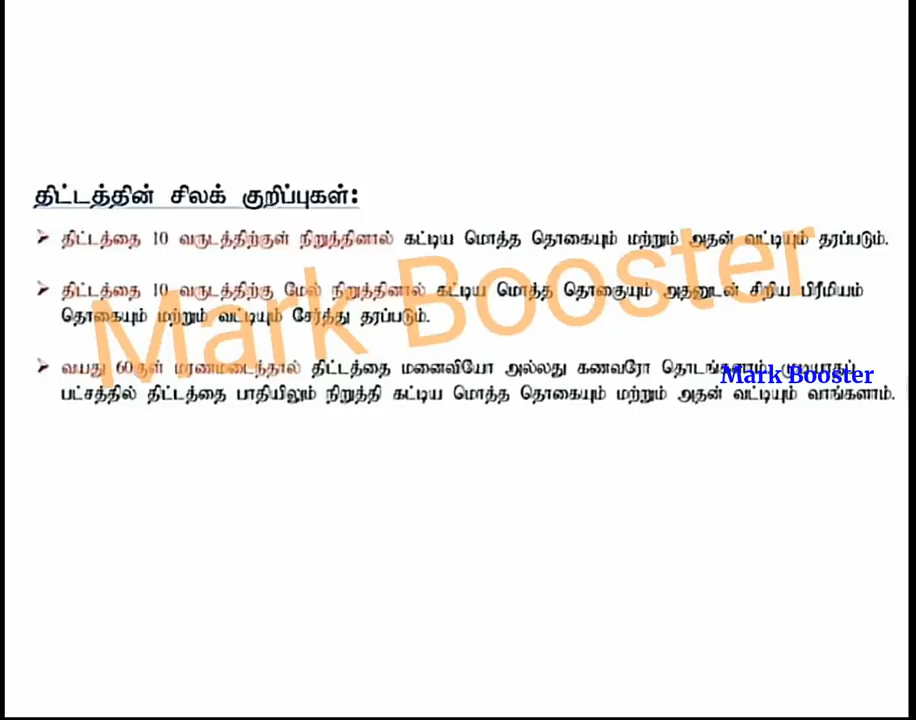 திட்டத்தின் சிலக் குறிப்புகள்:
➤ திட்டத்தை 10 வருடத்திற்குள் நிறுத்தினால் கட்டிய மொத்த தொகையும் மற்றும் அதன் வட்டியும் தரப்படும்.
➤ திட்டத்தை 10 வருடத்திற்கு மேல் நிறுத்தினால் கட்டிய மொத்த தொகையும் அதனுடன் சிறிய பிரீமியம்
தொகையும் மற்றும் வட்டியும் சேர்த்து தரப்படும்.
➤ வயது 60குள் மரணமடைந்தால் திட்டத்தை மனைவியோ அல்லது கணவரோ
பட்சத்தில் திட்டத்தை பாதியிலும் நிறுத்தி கட்டிய மொத்த தொகையும் மற்றும் அதன் வட்டியும் வாங்களாம்.
Mark Booster
Mark Booster